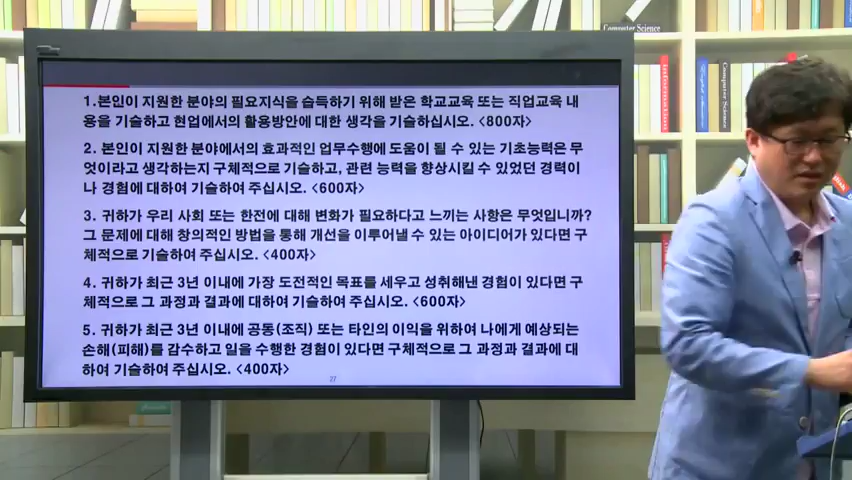 Computer Science
1.본인이 지원한 분야의 필요지식을 습득하기 위해 받은 학교교육 또는 직업교육 내
용을 기술하고 현업에서의 활용방안에 대한 생각을 기술하십시오. <800자>
2. 본인이 지원한 분야에서의 효과적인 업무수행에 도움이 될 수 있는 기초능력은 무
엇이라고 생각하는지 구체적으로 기술하고, 관련 능력을 향상시킬 수 있었던 경력이
나 경험에 대하여 기술하여 주십시오. <600자>
3. 귀하가 우리 사회 또는 한전에 대해 변화가 필요하다고 느끼는 사항은 무엇입니까?
그 문제에 대해 창의적인 방법을 통해 개선을 이루어낼 수 있는 아이디어가 있다면 구
체적으로 기술하여 주십시오. <400자>
4. 귀하가 최근 3년 이내에 가장 도전적인 목표를 세우고 성취해낸 경험이 있다면 구
체적으로 그 과정과 결과에 대하여 기술하여 주십시오. <600자>
5. 귀하가 최근 3년 이내에 공동(조직) 또는 타인의 이익을 위하여 나에게 예상되는
손해(피해)를 감수하고 일을 수행한 경험이 있다면 구체적으로 그 과정과 결과에 대
하여 기술하여 주십시오. <400자>
27
information
Computer Science